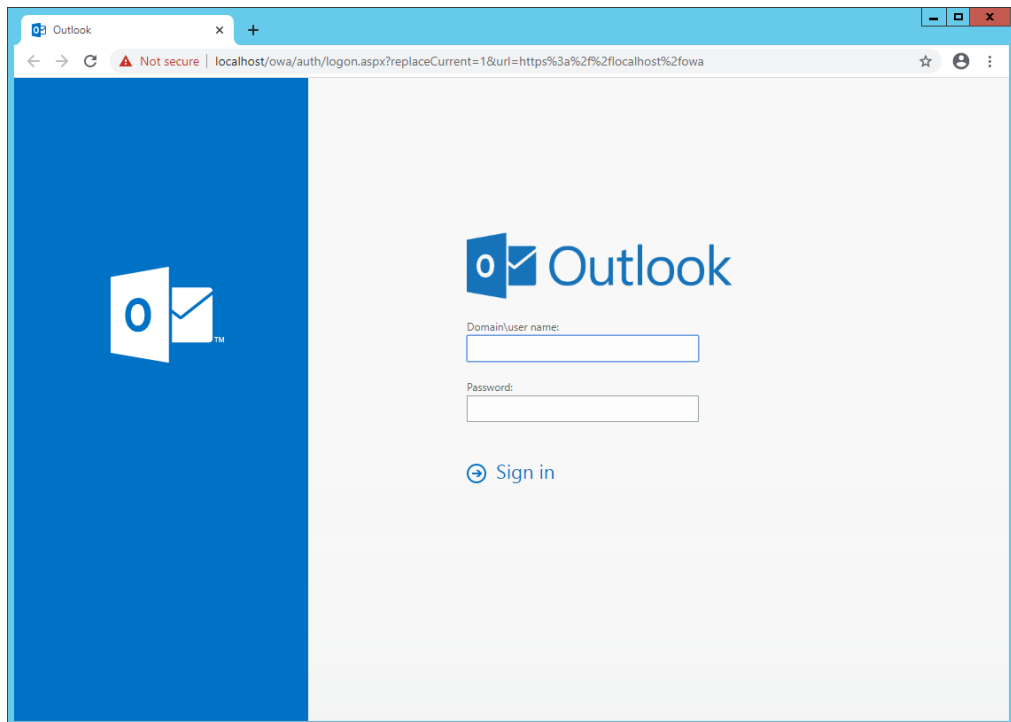 Outlook
Not secure | localhost/owa/auth/logon.aspx?replaceCurrent=1&url=https%3a%2f%2flocalhost%2fowa
O
TM
O Outlook
Domain\user name:
Password:
Sign in